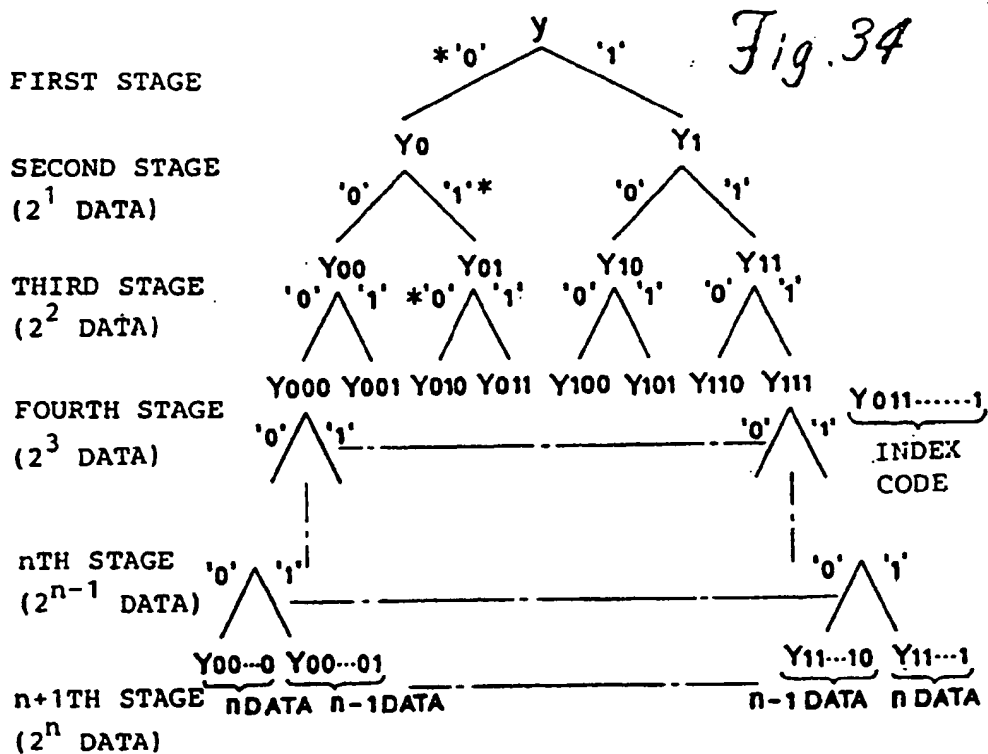 y
Fig. 34
FIRST STAGE
*'0' '1'
Y0 Y1
SECOND STAGE
(2^1 DATA)
'0' '1'* '0' '1'
Y00 Y01 Y10 Y11
THIRD STAGE
(2^2 DATA)
'0' '1' *'0' '1' '0' '1' '0' '1'
Y000 Y001 Y010 Y011 Y100 Y101 Y110 Y111
FOURTH STAGE
(2^3 DATA)
'0' '1' '0' '1'
Y011······1
INDEX
CODE
nTH STAGE
(2^n-1 DATA)
'0' '1' '0' '1'
Y00···0 Y00···01 Y11···10 Y11···1
n DATA n-1 DATA n-1 DATA n DATA
n+1TH STAGE
(2^n DATA)